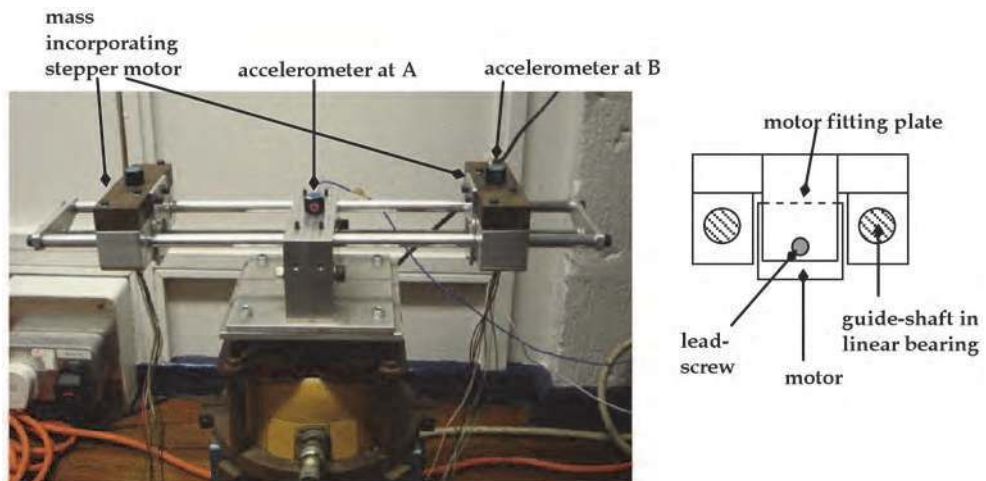 mass
incorporating
stepper motor
accelerometer at A
accelerometer at B
motor fitting plate
lead-
screw
motor
guide-shaft in
linear bearing